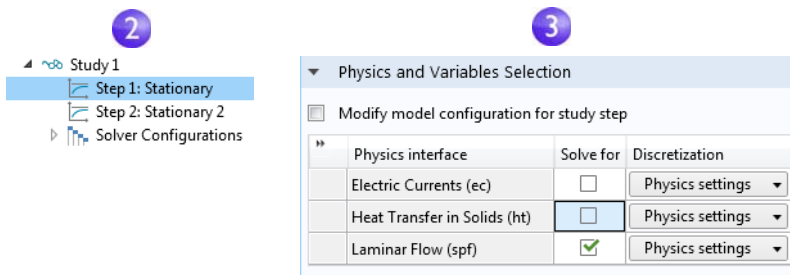 2
3
Study 1
Step 1: Stationary
Step 2: Stationary 2
Solver Configurations
Physics and Variables Selection
Modify model configuration for study step
Physics interface Solve for Discretization
Electric Currents (ec) Physics settings
Heat Transfer in Solids (ht) Physics settings
Laminar Flow (spf) Physics settings